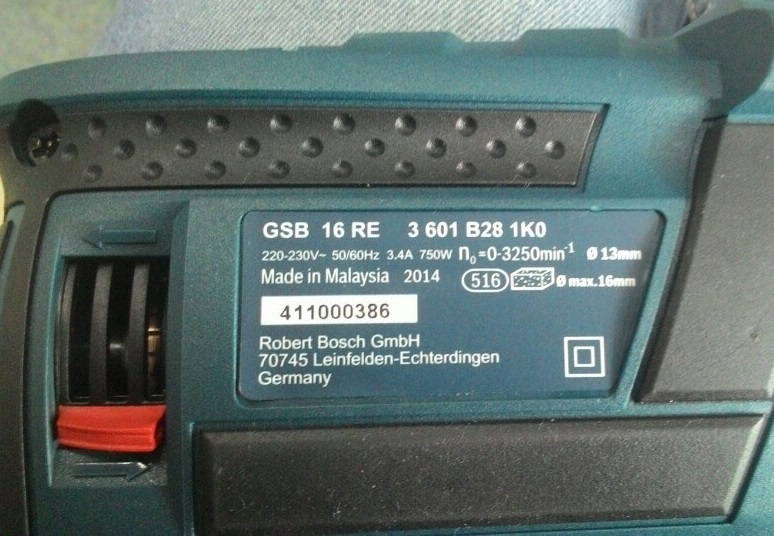 GSB 16 RE 3 601 B28 1K0
220-230V~ 50/60Hz 3.4A 750W n₀=0-3250min⁻¹ Ø 13mm
Made in Malaysia 2014 516 Ø max.16mm
411000386
Robert Bosch GmbH
70745 Leinfelden-Echterdingen
Germany